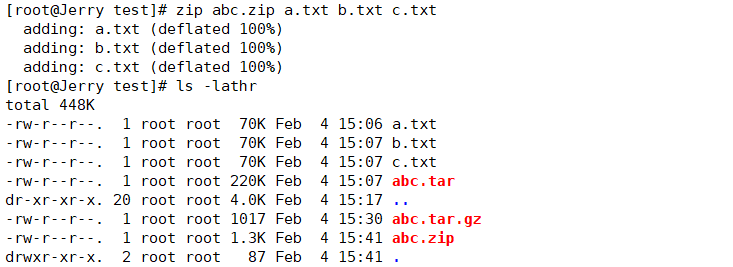 [root@Jerry test]# zip abc.zip a.txt b.txt c.txt
  adding: a.txt (deflated 100%)
  adding: b.txt (deflated 100%)
  adding: c.txt (deflated 100%)
[root@Jerry test]# ls -lathr
total 448K
-rw-r--r--.  1 root root  70K Feb  4 15:06 a.txt
-rw-r--r--.  1 root root  70K Feb  4 15:07 b.txt
-rw-r--r--.  1 root root  70K Feb  4 15:07 c.txt
-rw-r--r--.  1 root root 220K Feb  4 15:07 abc.tar
dr-xr-xr-x. 20 root root 4.0K Feb  4 15:17 ..
-rw-r--r--.  1 root root 1017 Feb  4 15:30 abc.tar.gz
-rw-r--r--.  1 root root 1.3K Feb  4 15:41 abc.zip
drwxr-xr-x.  2 root root   87 Feb  4 15:41 .